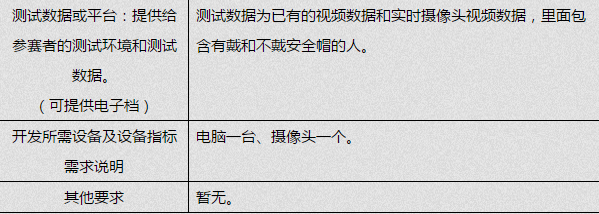 测试数据或平台：提供给
参赛者的测试环境和测试
数据。
（可提供电子档）
测试数据为已有的视频数据和实时摄像头视频数据，里面包
含有戴和不戴安全帽的人。
开发所需设备及设备指标
需求说明
电脑一台、摄像头一个。
其他要求
暂无。